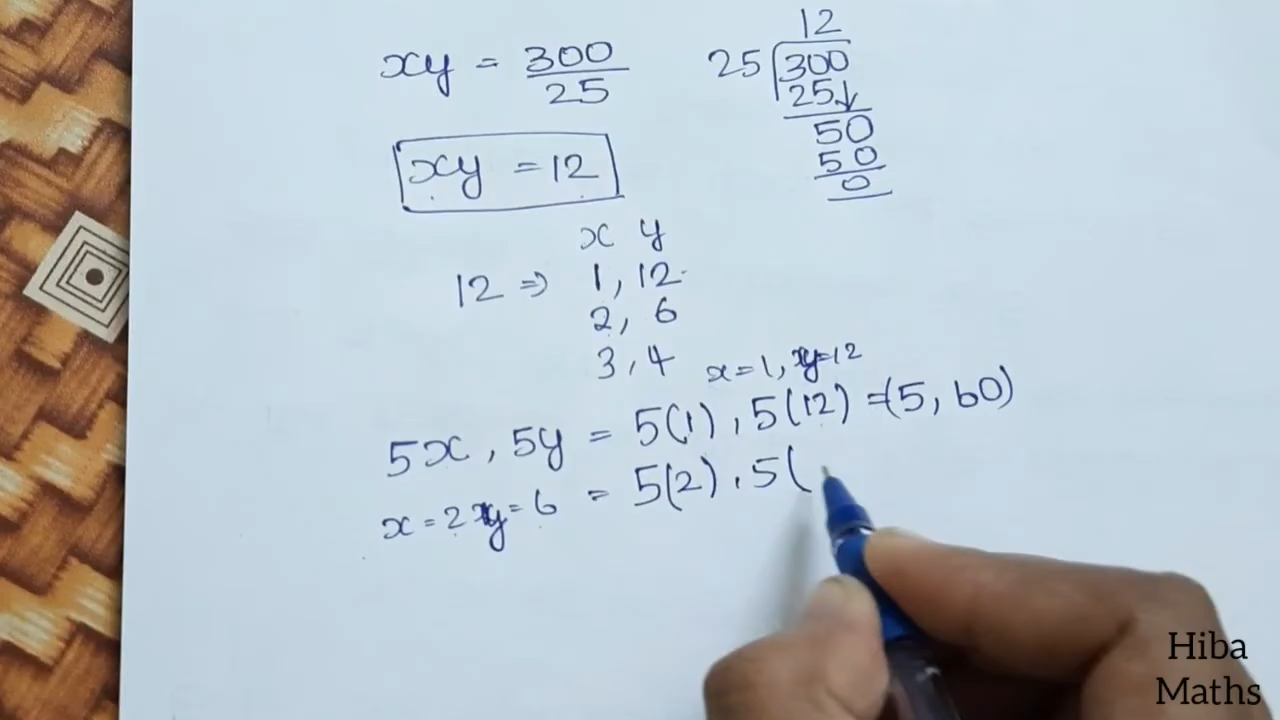 xy = 300/25
12
25 300
25↓
50
50
0
xy = 12
x y
12 ⇒ 1, 12
2, 6
3, 4
x = 1, y = 12
5x, 5y = 5(1), 5(12) = (5, 60)
x = 2 y = 6 = 5(2), 5(
Hiba
Maths